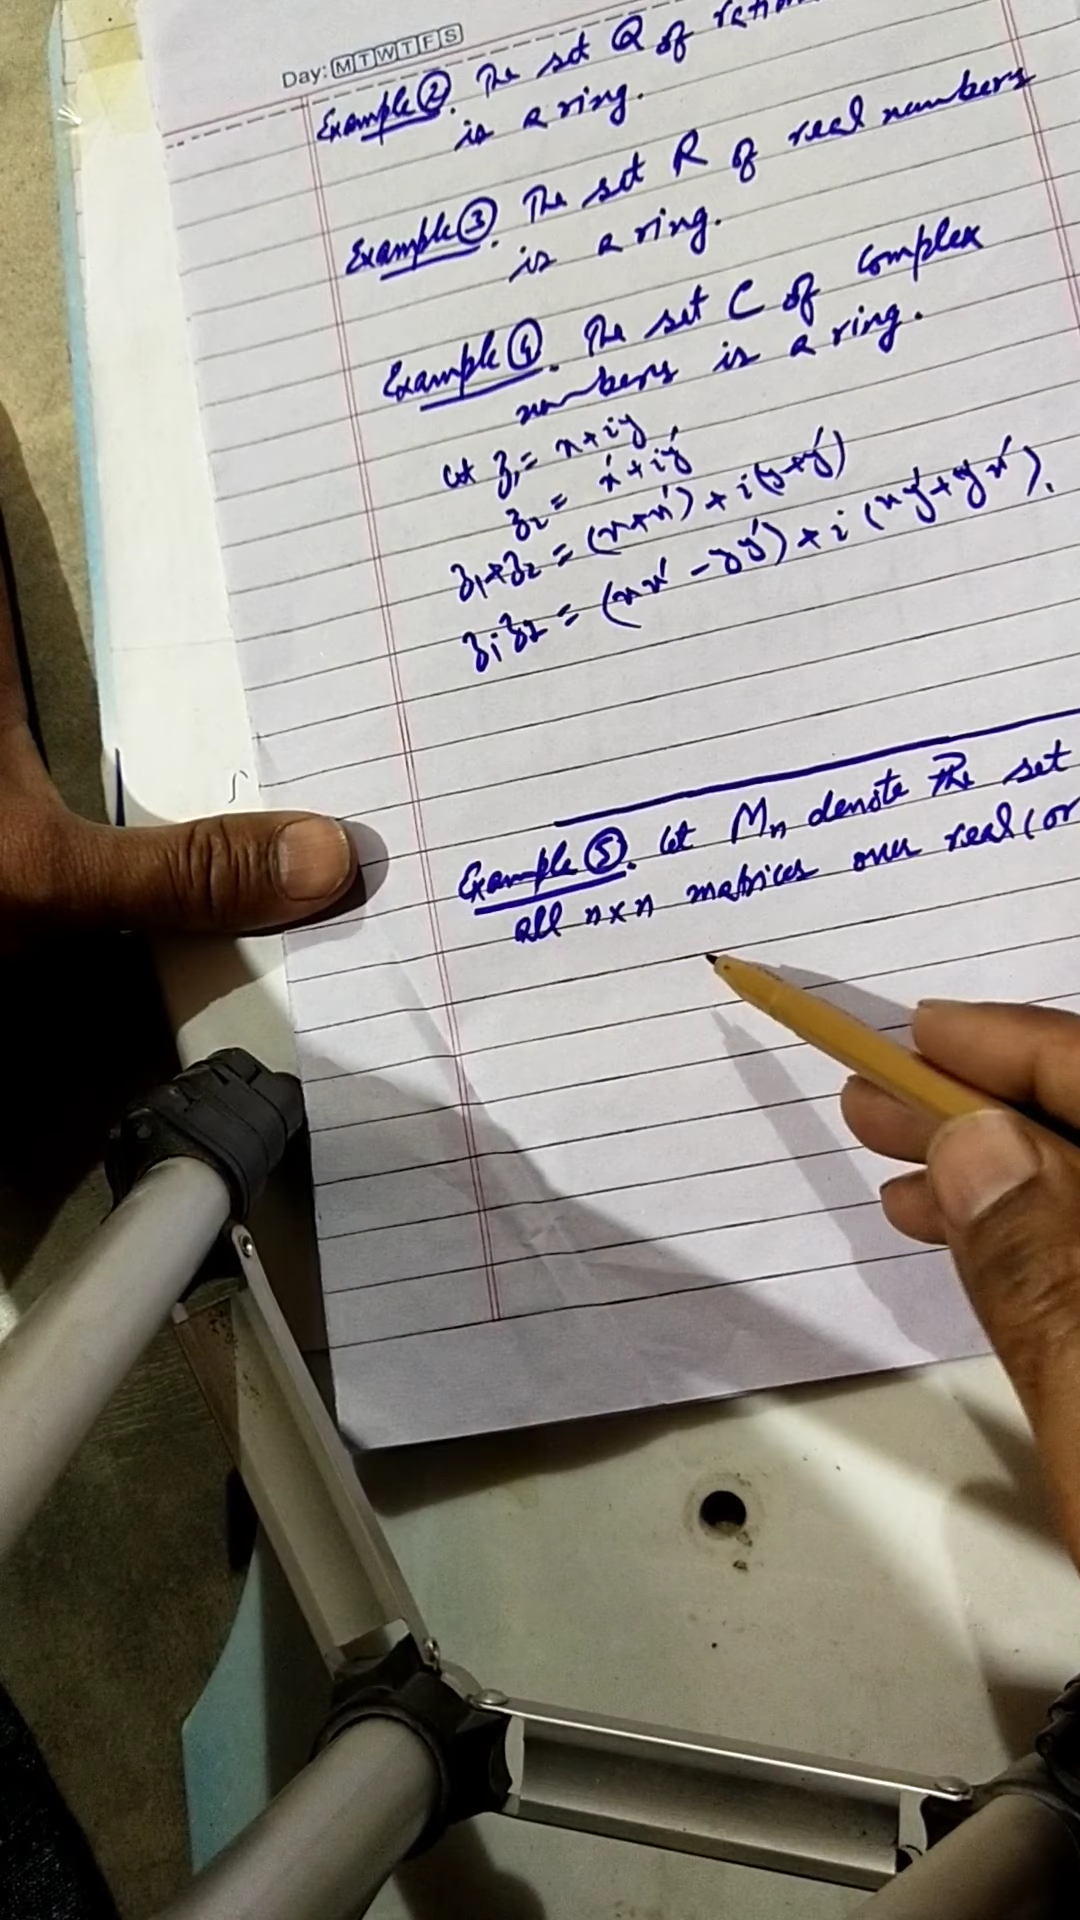 Day: M T W T F S
Example ②. The set Q of
is a ring.
Example ③. The set R of real numbers
is a ring.
Example ④. The set C of complex
numbers is a ring.
let z₁ = x + iy
z₂ = x' + iy'
z₁+z₂ = (x+x') + i(y+y')
z₁z₂ = (xx' - yy') + i(xy' + yx').
Example ⑤. let Mn denote the set
all n×n matrices over real (or